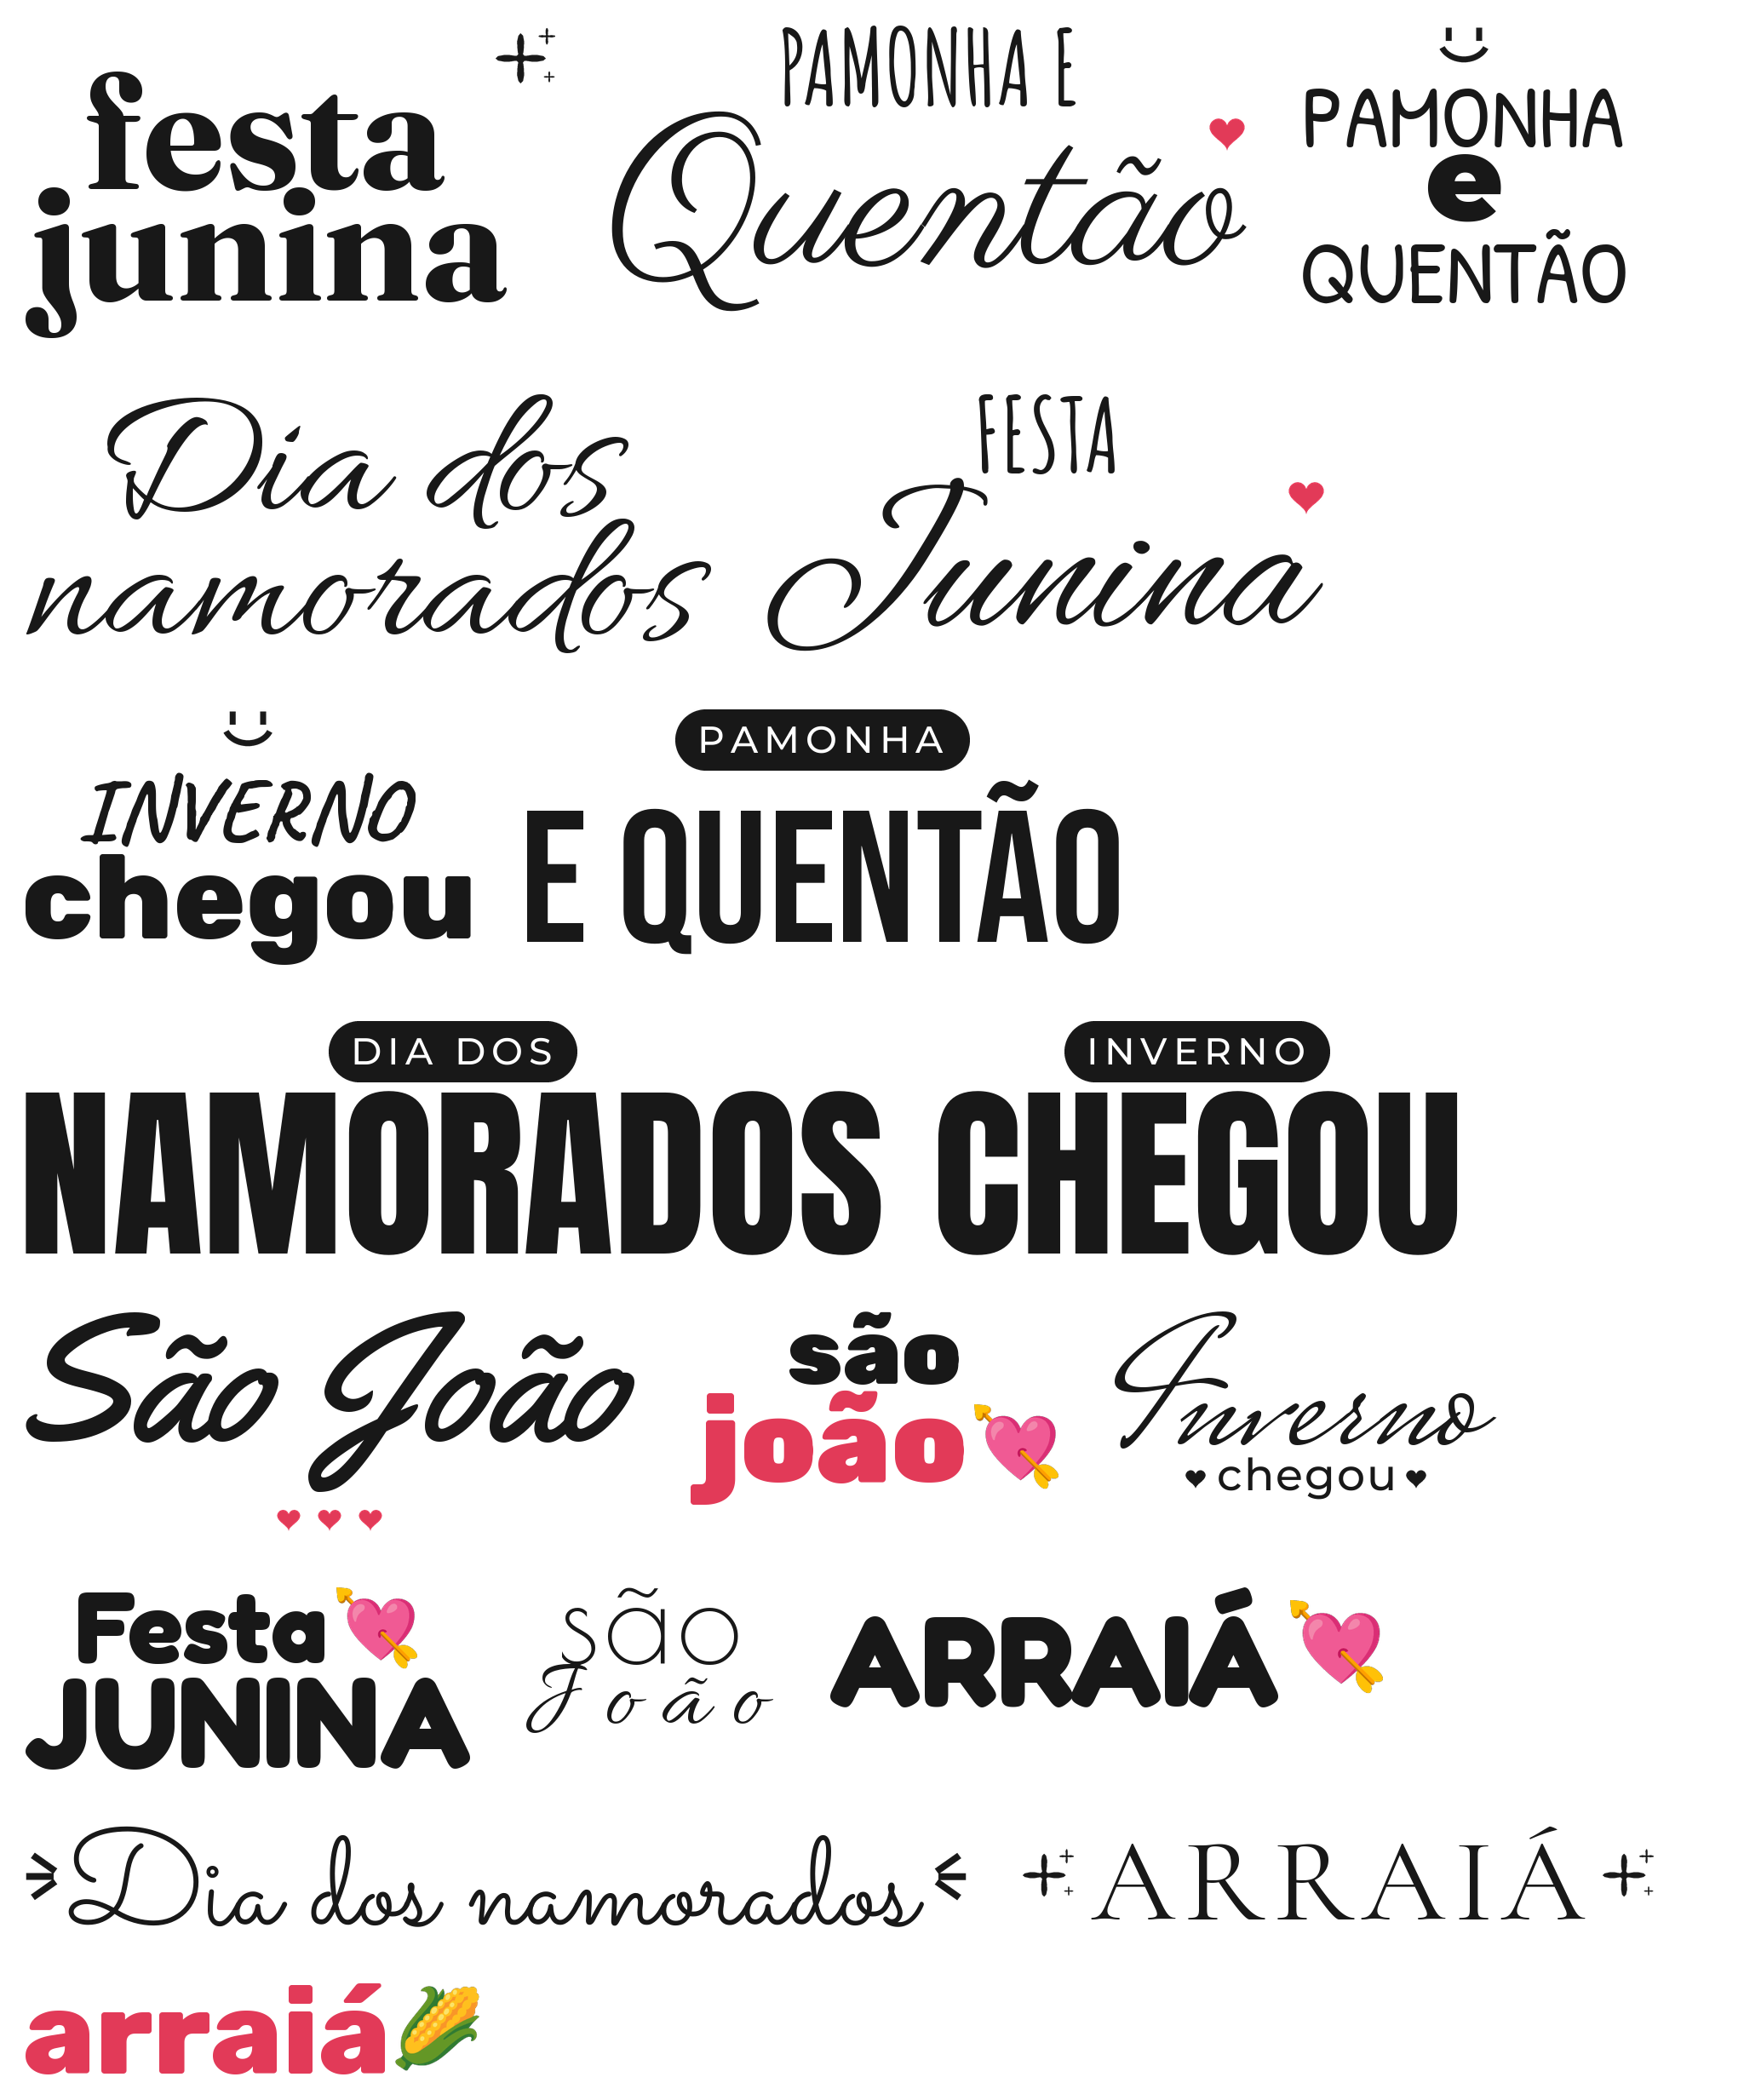 festa
junina
PAMONHA E
Quentão
PAMONHA
e
QUENTÃO
Dia dos
namorados
FESTA
Junina
INVERNO
chegou
PAMONHA
E QUENTÃO
DIA DOS
NAMORADOS
INVERNO
CHEGOU
São João
são
joão
Inverno
chegou
Festa
JUNINA
são
João
ARRAIÁ
Dia dos namorados
ARRAIÁ
arraiá